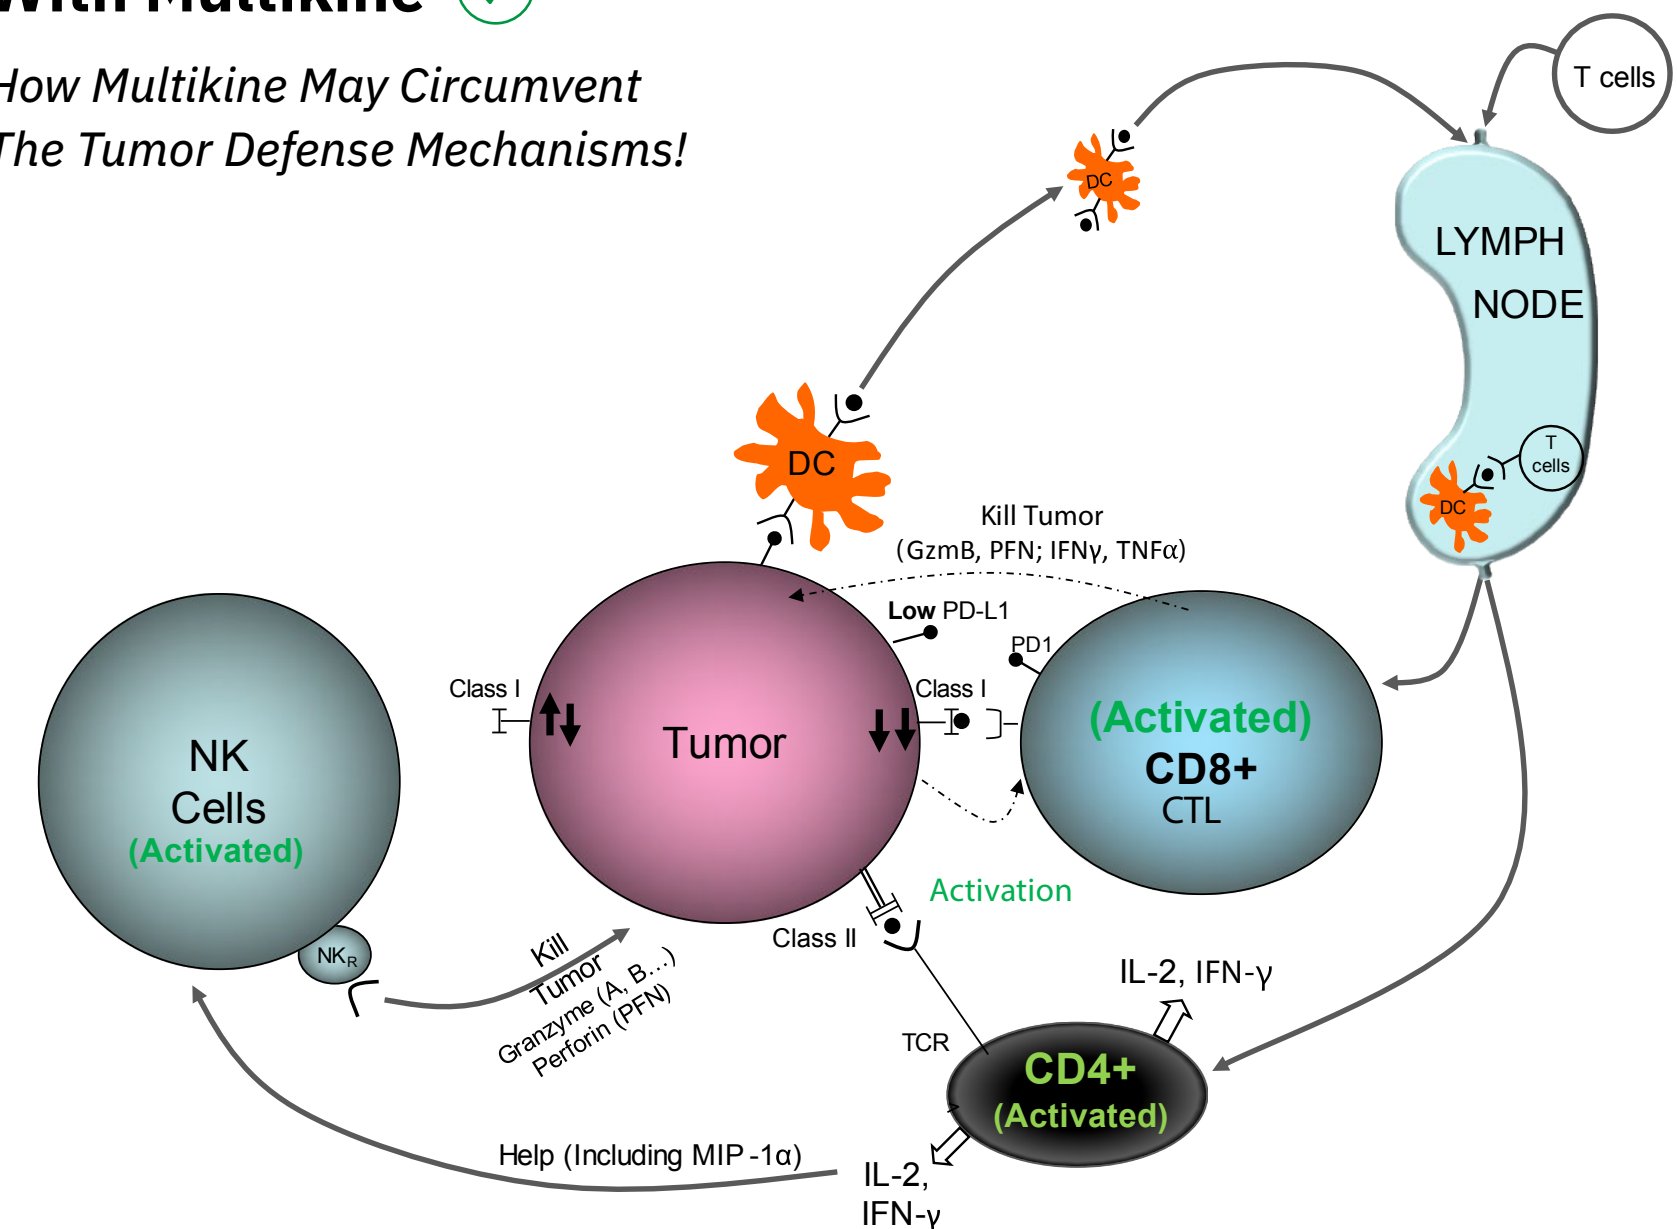 With Multikine
How Multikine May Circumvent
The Tumor Defense Mechanisms!
T cells
DC
LYMPH
NODE
DC
T
cells
DC
Kill Tumor
(GzmB, PFN; IFNγ, TNFα)
Low PD-L1
PD1
Class I
Class I
(Activated)
CD8+
CTL
Tumor
NK
Cells
(Activated)
Activation
Class II
NKR
Kill
Tumor
Granzyme (A, B…)
Perforin (PFN)
IL-2, IFN-γ
TCR
CD4+
(Activated)
Help (Including MIP-1α)
IL-2,
IFN-γ